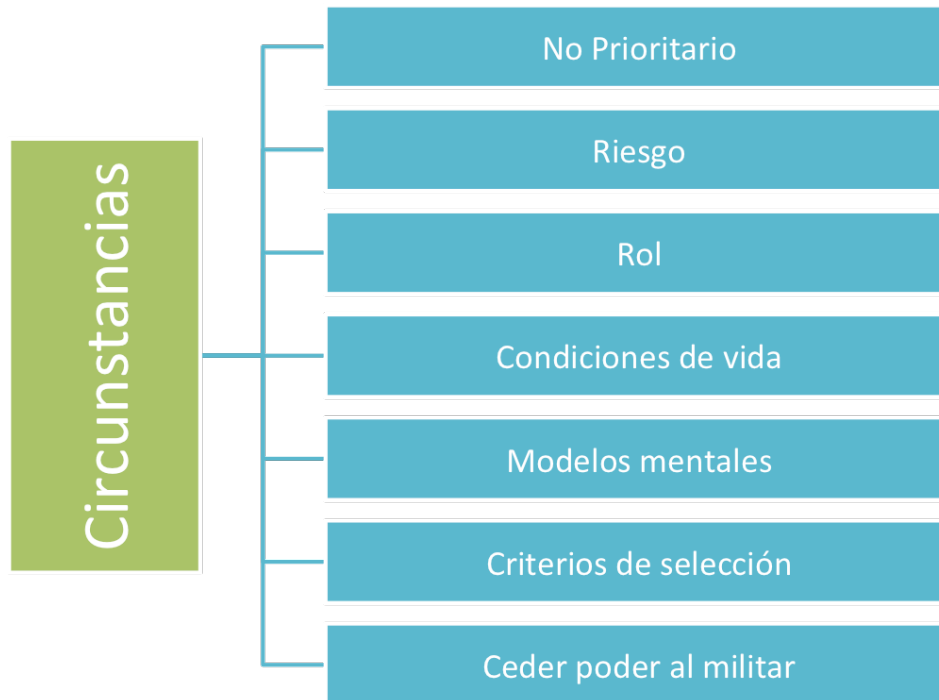 Circunstancias
No Prioritario
Riesgo
Rol
Condiciones de vida
Modelos mentales
Criterios de selección
Ceder poder al militar